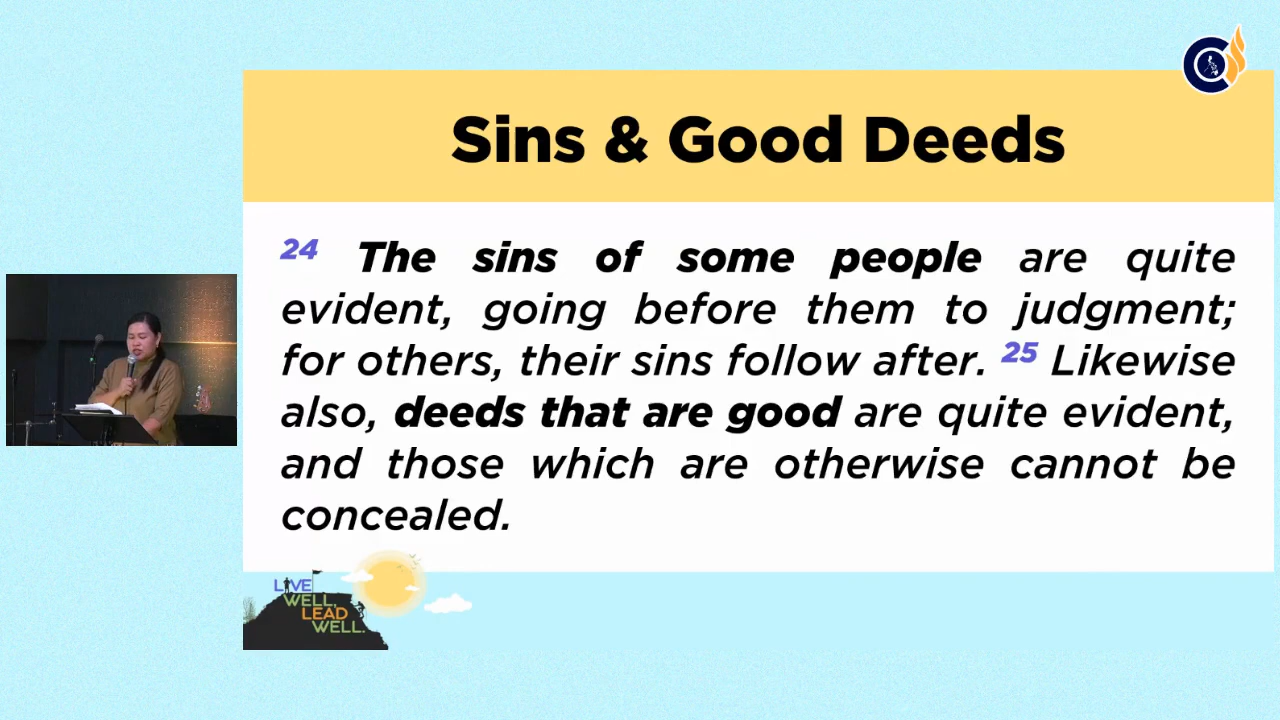 Sins & Good Deeds
24 The sins of some people are quite
evident, going before them to judgment;
for others, their sins follow after. 25 Likewise
also, deeds that are good are quite evident,
and those which are otherwise cannot be
concealed.
LIVE
WELL,
LEAD
WELL.